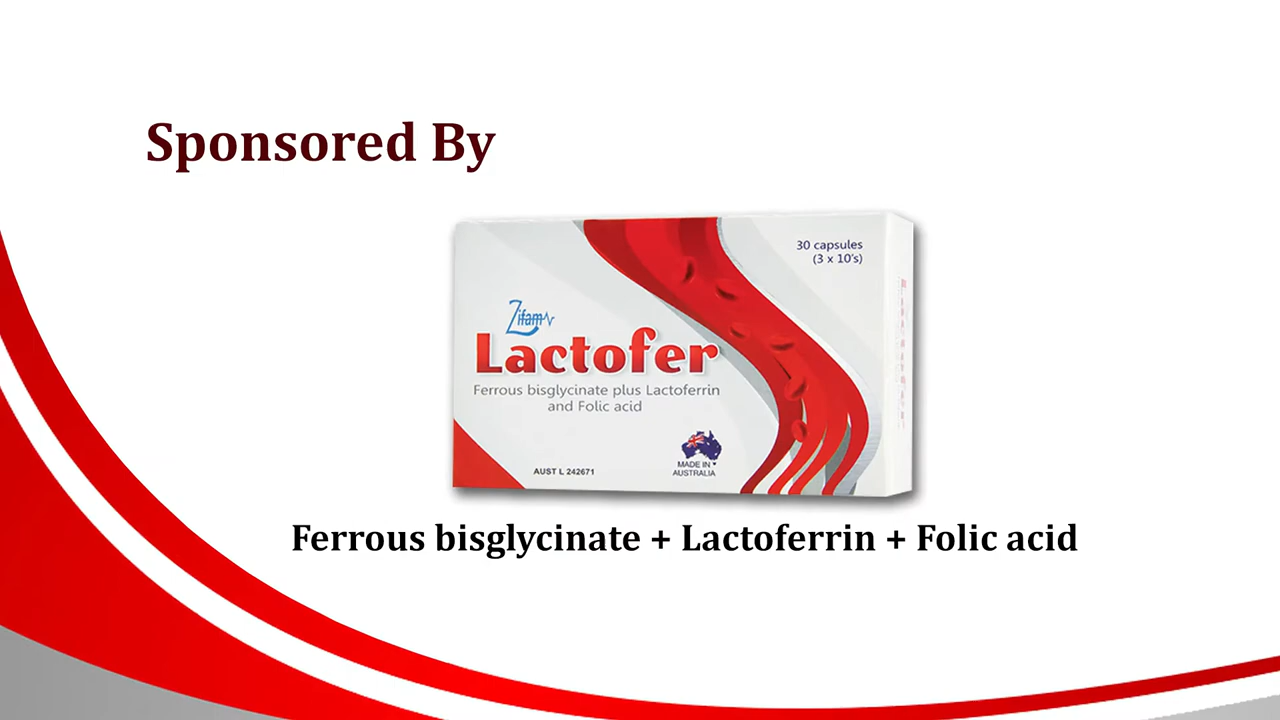 Sponsored By
30 capsules
(3 x 10's)
Zifam
Lactofer
Ferrous bisglycinate plus Lactoferrin
and Folic acid
AUST L 242671
MADE IN
AUSTRALIA
Ferrous bisglycinate + Lactoferrin + Folic acid